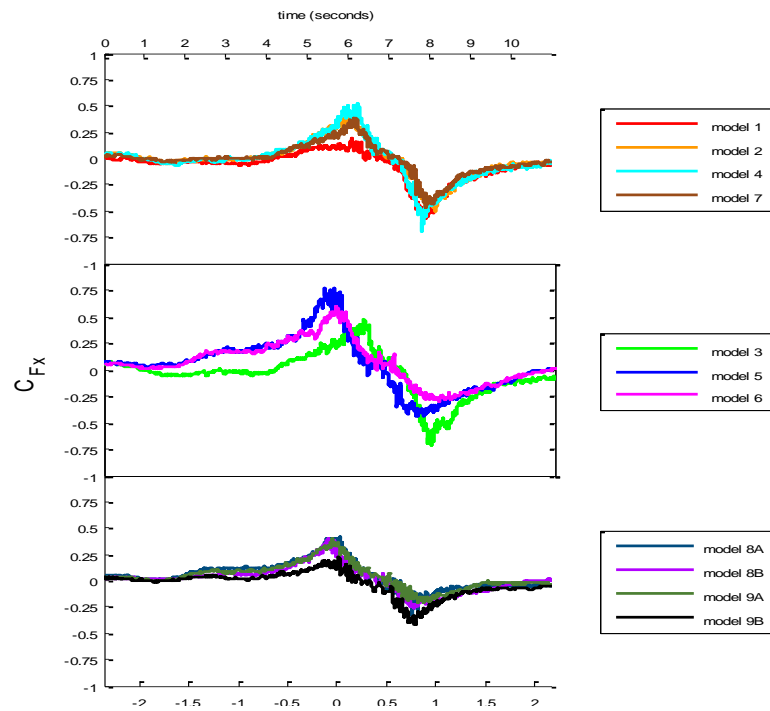 time (seconds)
0 1 2 3 4 5 6 7 8 9 10
1
0.75
0.5
0.25
0
-0.25
-0.5
-0.75
-1
model 1
model 2
model 4
model 7
C_Fx
0.75
0.5
0.25
0
-0.25
-0.5
-0.75
-1
model 3
model 5
model 6
0.75
0.5
0.25
0
-0.25
-0.5
-0.75
-1
model 8A
model 8B
model 9A
model 9B
-2 -1.5 -1 -0.5 0 0.5 1 1.5 2